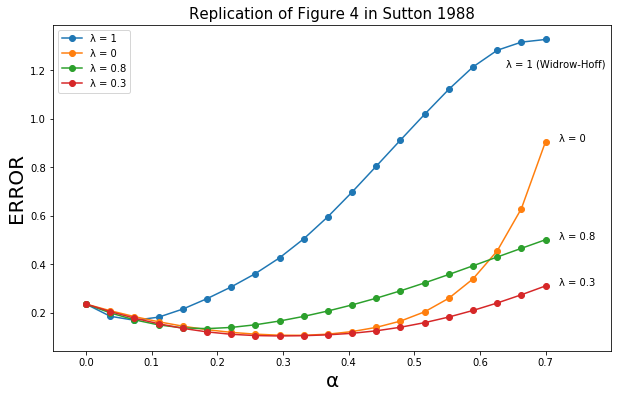 Replication of Figure 4 in Sutton 1988
λ = 1
λ = 0
λ = 0.8
λ = 0.3
λ = 1 (Widrow-Hoff)
λ = 0
λ = 0.8
λ = 0.3
ERROR
1.2
1.0
0.8
0.6
0.4
0.2
0.0 0.1 0.2 0.3 0.4 0.5 0.6 0.7
α